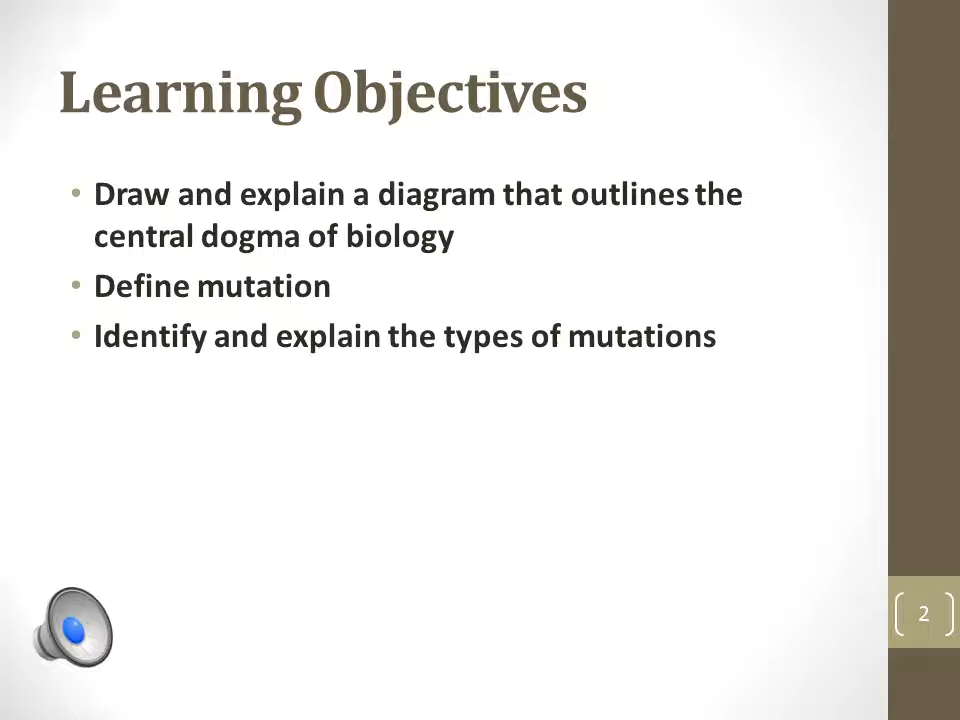 Learning Objectives
• Draw and explain a diagram that outlines the
central dogma of biology
• Define mutation
• Identify and explain the types of mutations
2